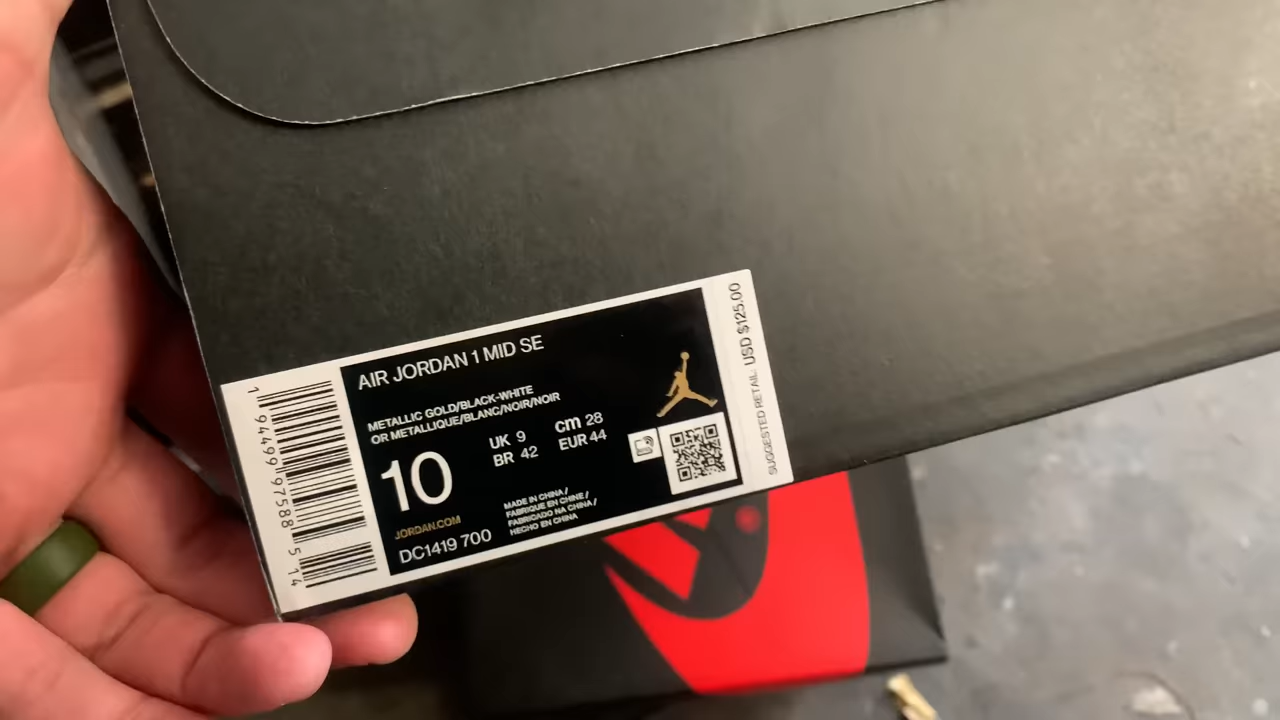 AIR JORDAN 1 MID SE
METALLIC GOLD/BLACK-WHITE
OR METALLIQUE/BLANC/NOIR/NOIR
10
UK 9
BR 42
cm 28
EUR 44
JORDAN.COM
DC1419 700
MADE IN CHINA /
FABRIQUE EN CHINE /
FABRICADO NA CHINA /
HECHO EN CHINA
SUGGESTED RETAIL: USD $125.00
1 94499 97588 5 14